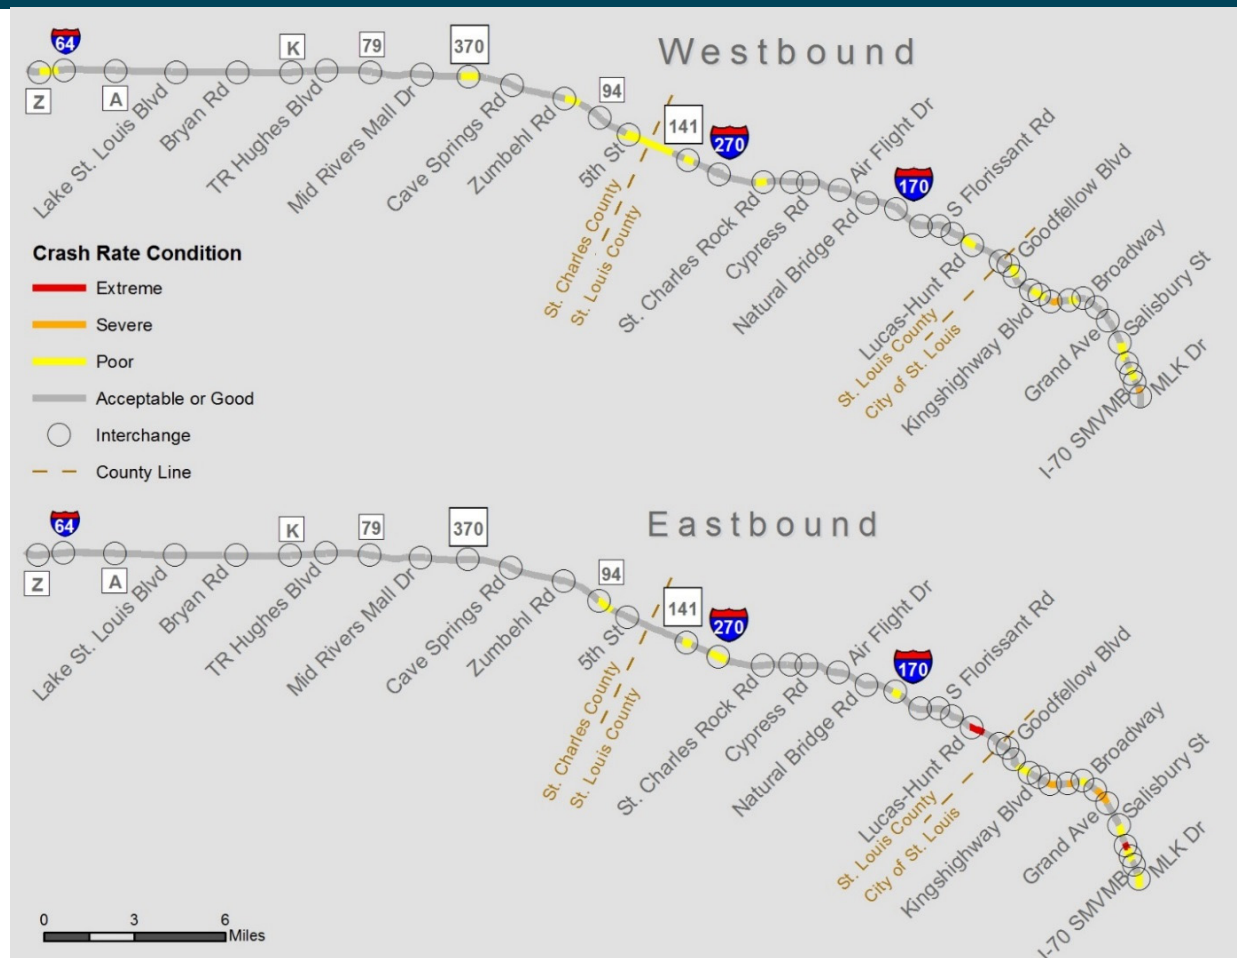 Westbound
64
K
79
370
Z
A
Lake St. Louis Blvd
Bryan Rd
TR Hughes Blvd
Mid Rivers Mall Dr
Cave Springs Rd
Zumbehl Rd
94
5th St
141
270
St. Charles County
St. Louis County
St. Charles Rock Rd
Cypress Rd
Natural Bridge Rd
Air Flight Dr
170
S Florissant Rd
Lucas-Hunt Rd
St. Louis County
City of St. Louis
Goodfellow Blvd
Kingshighway Blvd
Broadway
Grand Ave
Salisbury St
I-70 SMVMB
MLK Dr
Crash Rate Condition
Extreme
Severe
Poor
Acceptable or Good
Interchange
County Line
Eastbound
64
K
79
370
Z
A
Lake St. Louis Blvd
Bryan Rd
TR Hughes Blvd
Mid Rivers Mall Dr
Cave Springs Rd
Zumbehl Rd
94
5th St
141
270
St. Charles County
St. Louis County
St. Charles Rock Rd
Cypress Rd
Natural Bridge Rd
Air Flight Dr
170
S Florissant Rd
Lucas-Hunt Rd
St. Louis County
City of St. Louis
Goodfellow Blvd
Kingshighway Blvd
Broadway
Grand Ave
Salisbury St
I-70 SMVMB
MLK Dr
0 3 6
Miles